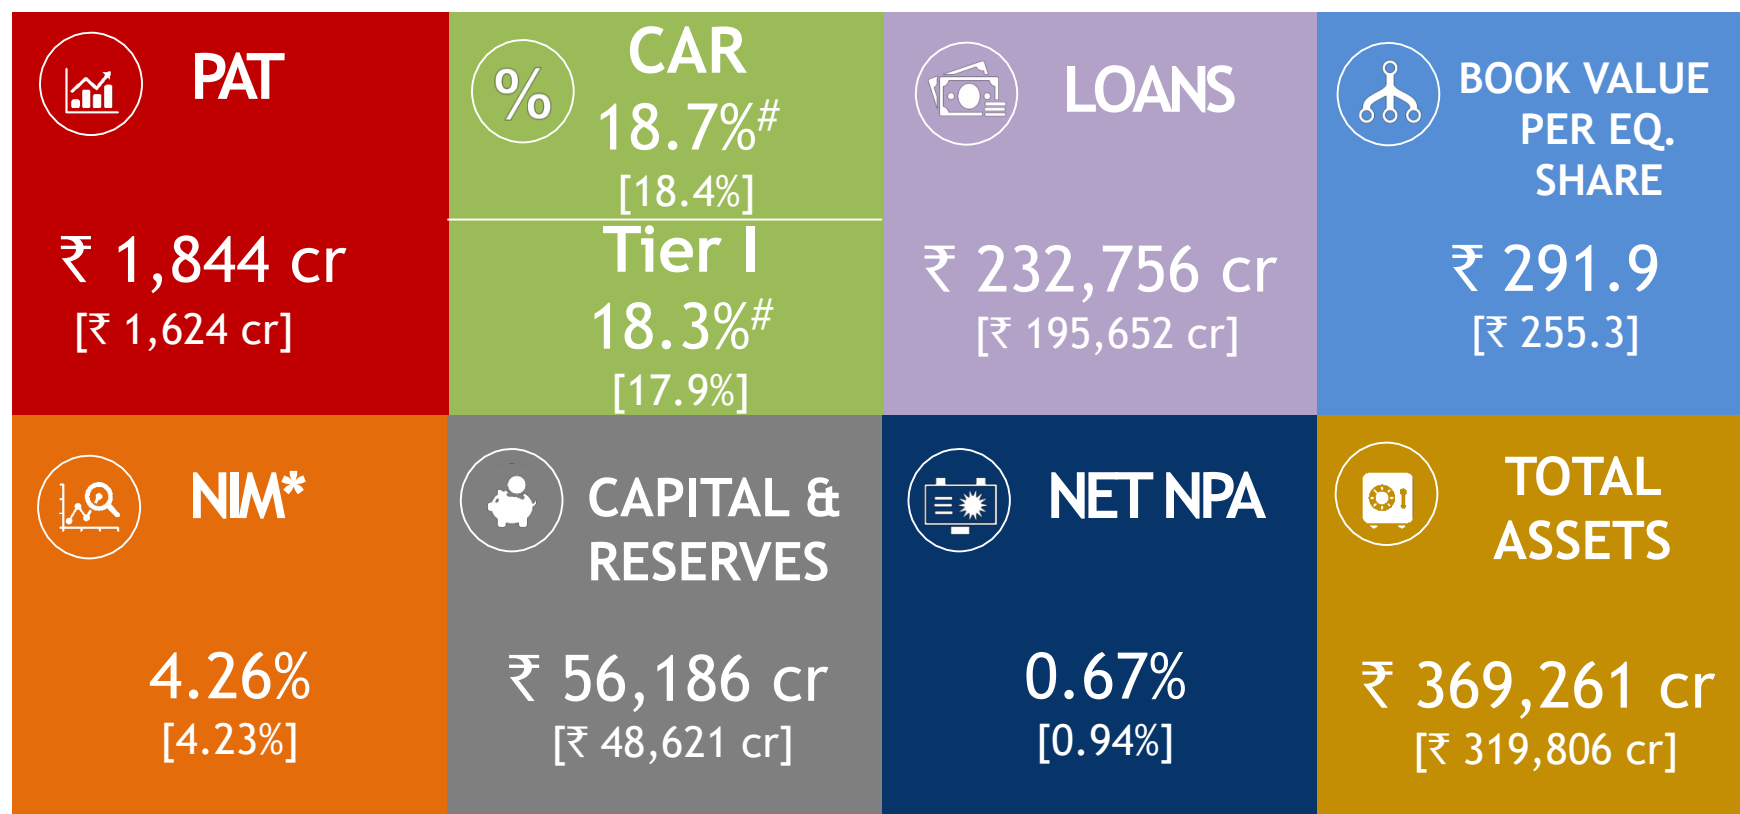 PAT
₹ 1,844 cr
[₹ 1,624 cr]
CAR
18.7%#
[18.4%]
Tier I
18.3%#
[17.9%]
LOANS
₹ 232,756 cr
[₹ 195,652 cr]
BOOK VALUE
PER EQ.
SHARE
₹ 291.9
[₹ 255.3]
NIM*
4.26%
[4.23%]
CAPITAL &
RESERVES
₹ 56,186 cr
[₹ 48,621 cr]
NET NPA
0.67%
[0.94%]
TOTAL
ASSETS
₹ 369,261 cr
[₹ 319,806 cr]
%